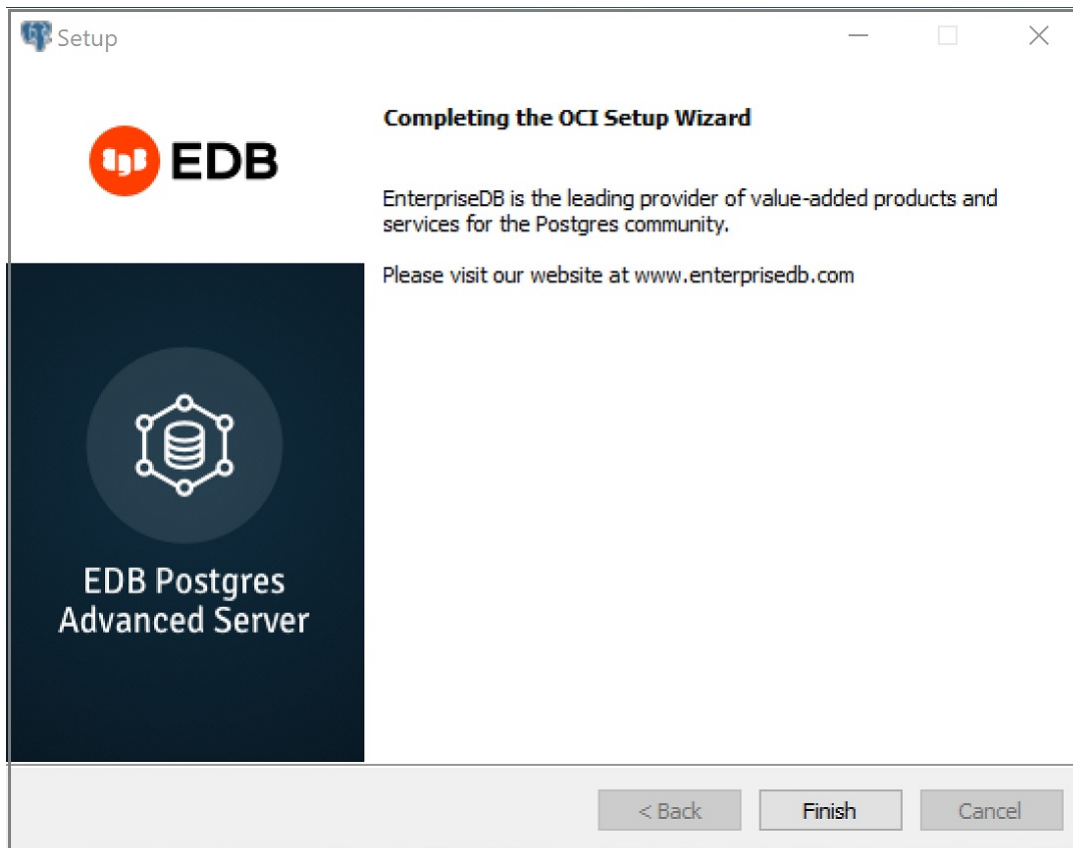 Setup
EDB
Completing the OCI Setup Wizard
EnterpriseDB is the leading provider of value-added products and
services for the Postgres community.
Please visit our website at www.enterprisedb.com
EDB Postgres
Advanced Server
< Back
Finish
Cancel